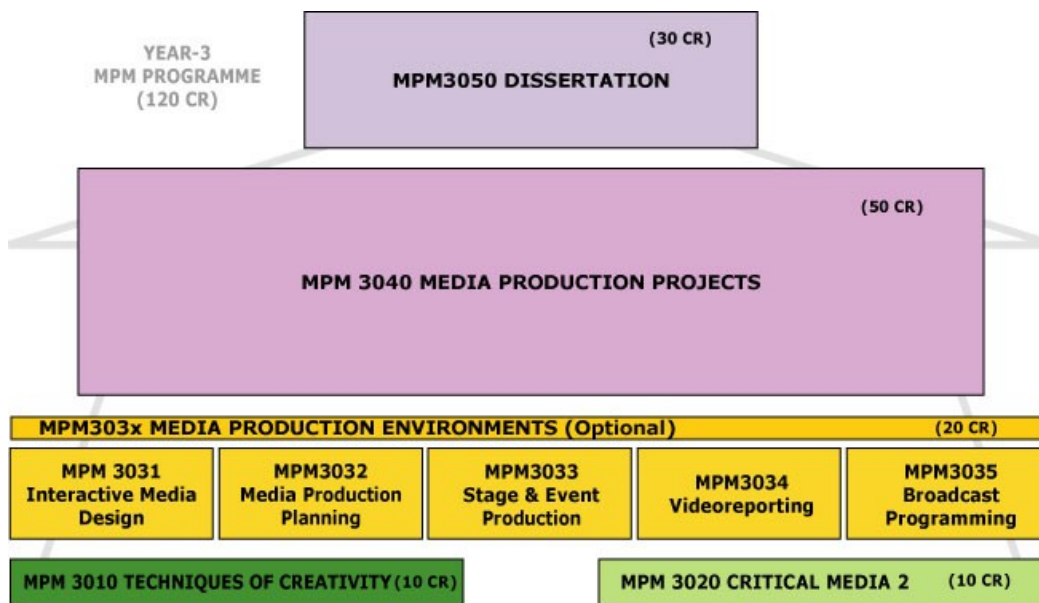 YEAR-3
MPM PROGRAMME
(120 CR)
(30 CR)
MPM3050 DISSERTATION
(50 CR)
MPM 3040 MEDIA PRODUCTION PROJECTS
MPM303x MEDIA PRODUCTION ENVIRONMENTS (Optional) (20 CR)
MPM 3031
Interactive Media
Design
MPM3032
Media Production
Planning
MPM3033
Stage & Event
Production
MPM3034
Videoreporting
MPM3035
Broadcast
Programming
MPM 3010 TECHNIQUES OF CREATIVITY (10 CR)
MPM 3020 CRITICAL MEDIA 2 (10 CR)